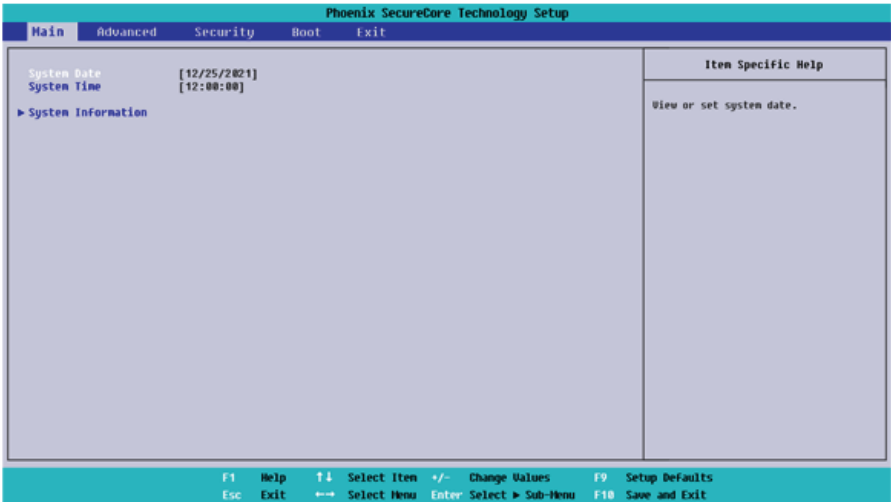 Phoenix SecureCore Technology Setup
Main Advanced Security Boot Exit
Item Specific Help
System Date [12/25/2021]
System Time [12:00:00]
View or set system date.
▶ System Information
F1 Help ↑↓ Select Item +/- Change Values F9 Setup Defaults
Esc Exit ←→ Select Menu Enter Select ▶ Sub-Menu F10 Save and Exit